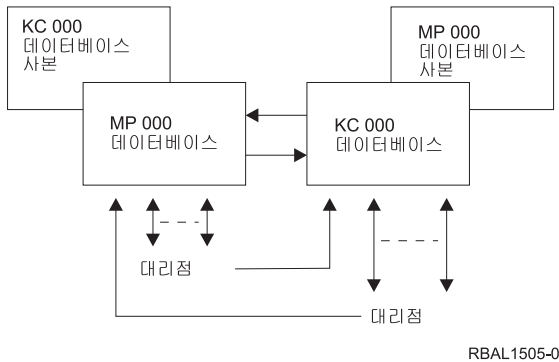 KC 000
데이터베이스
사본
MP 000
데이터베이스
사본
MP 000
데이터베이스
KC 000
데이터베이스
대리점
대리점
RBAL1505-0